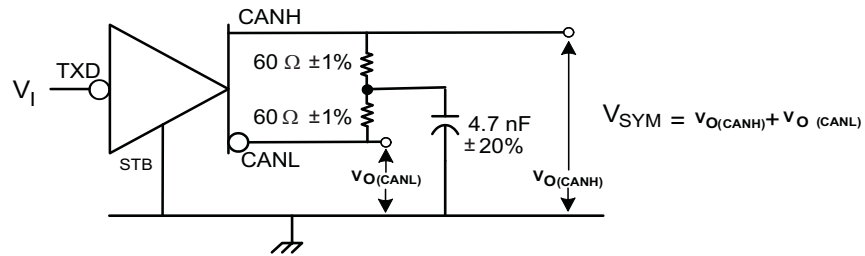 CANH
60 Ω ±1%
TXD
V_I
60 Ω ±1%
4.7 nF
±20%
V_SYM = v_O(CANH) + v_O (CANL)
STB
CANL
v_O(CANL)
v_O(CANH)